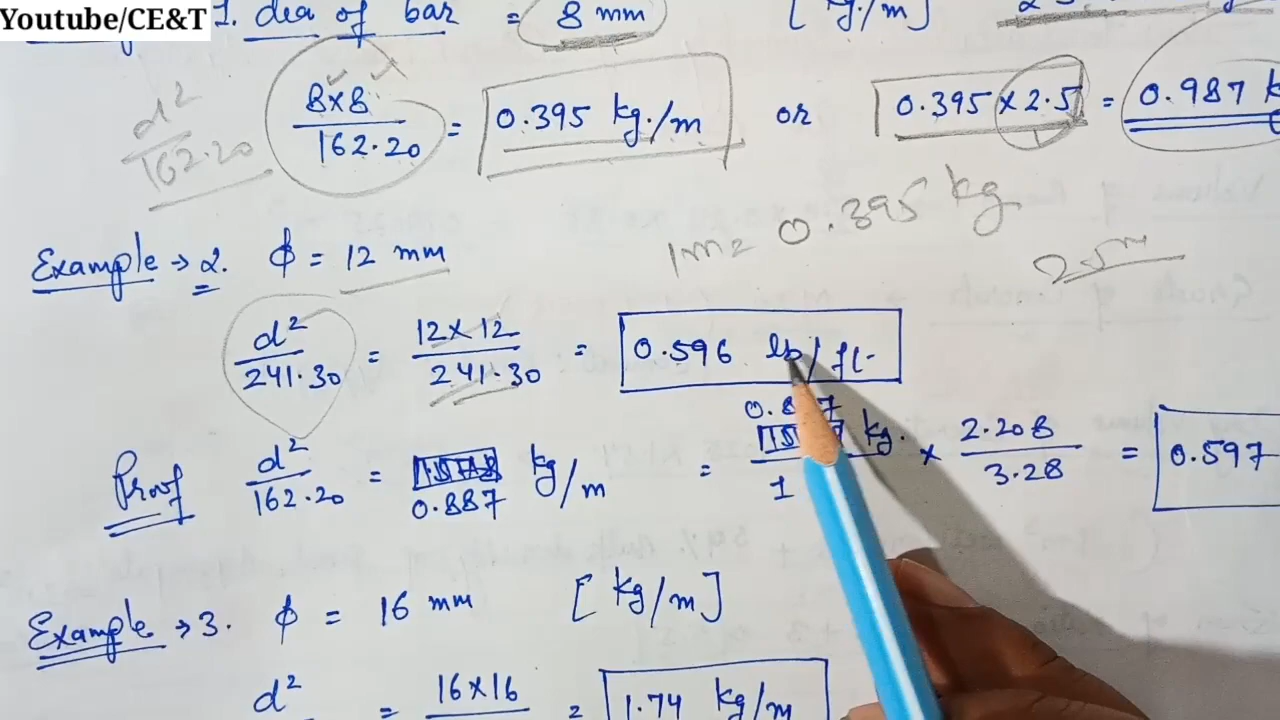 Youtube/CE&T
1. dea of bar = 8 mm [kg/m]
d²/162.20 8×8/162.20 = 0.395 kg./m or 0.395 × 2.5 = 0.987 k
1m = 0.395 kg
2.5m
Example → 2. ϕ = 12 mm
d²/241.30 = 12×12/241.30 = 0.596 lb/ft.
Proof d²/162.20 = 0.887 kg/m = kg./1 × 2.208/3.28 = 0.597
Example → 3. ϕ = 16 mm [kg/m]
d² = 16×16 = 1.74 kg/m